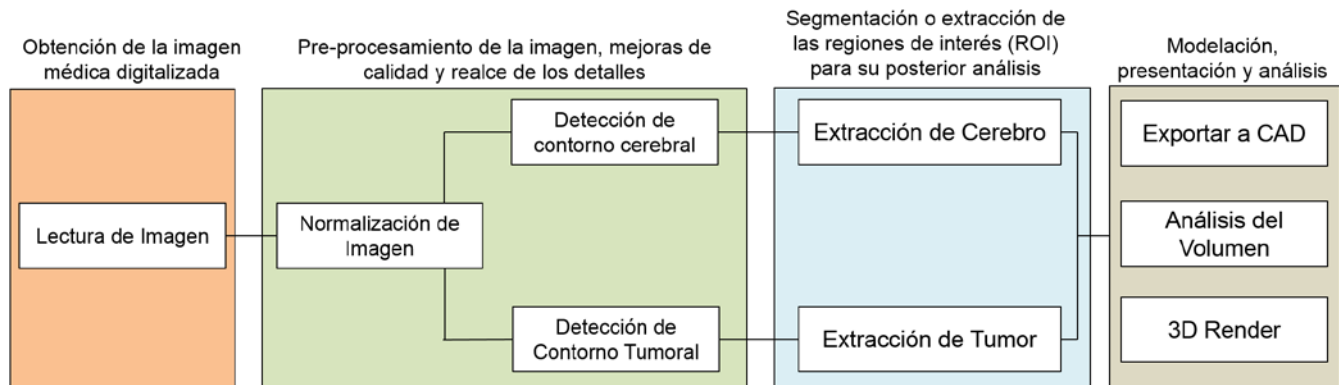 Obtención de la imagen
médica digitalizada
Pre-procesamiento de la imagen, mejoras de
calidad y realce de los detalles
Segmentación o extracción de
las regiones de interés (ROI)
para su posterior análisis
Modelación,
presentación y análisis
Lectura de Imagen
Normalización de
Imagen
Detección de
contorno cerebral
Detección de
Contorno Tumoral
Extracción de Cerebro
Extracción de Tumor
Exportar a CAD
Análisis del
Volumen
3D Render